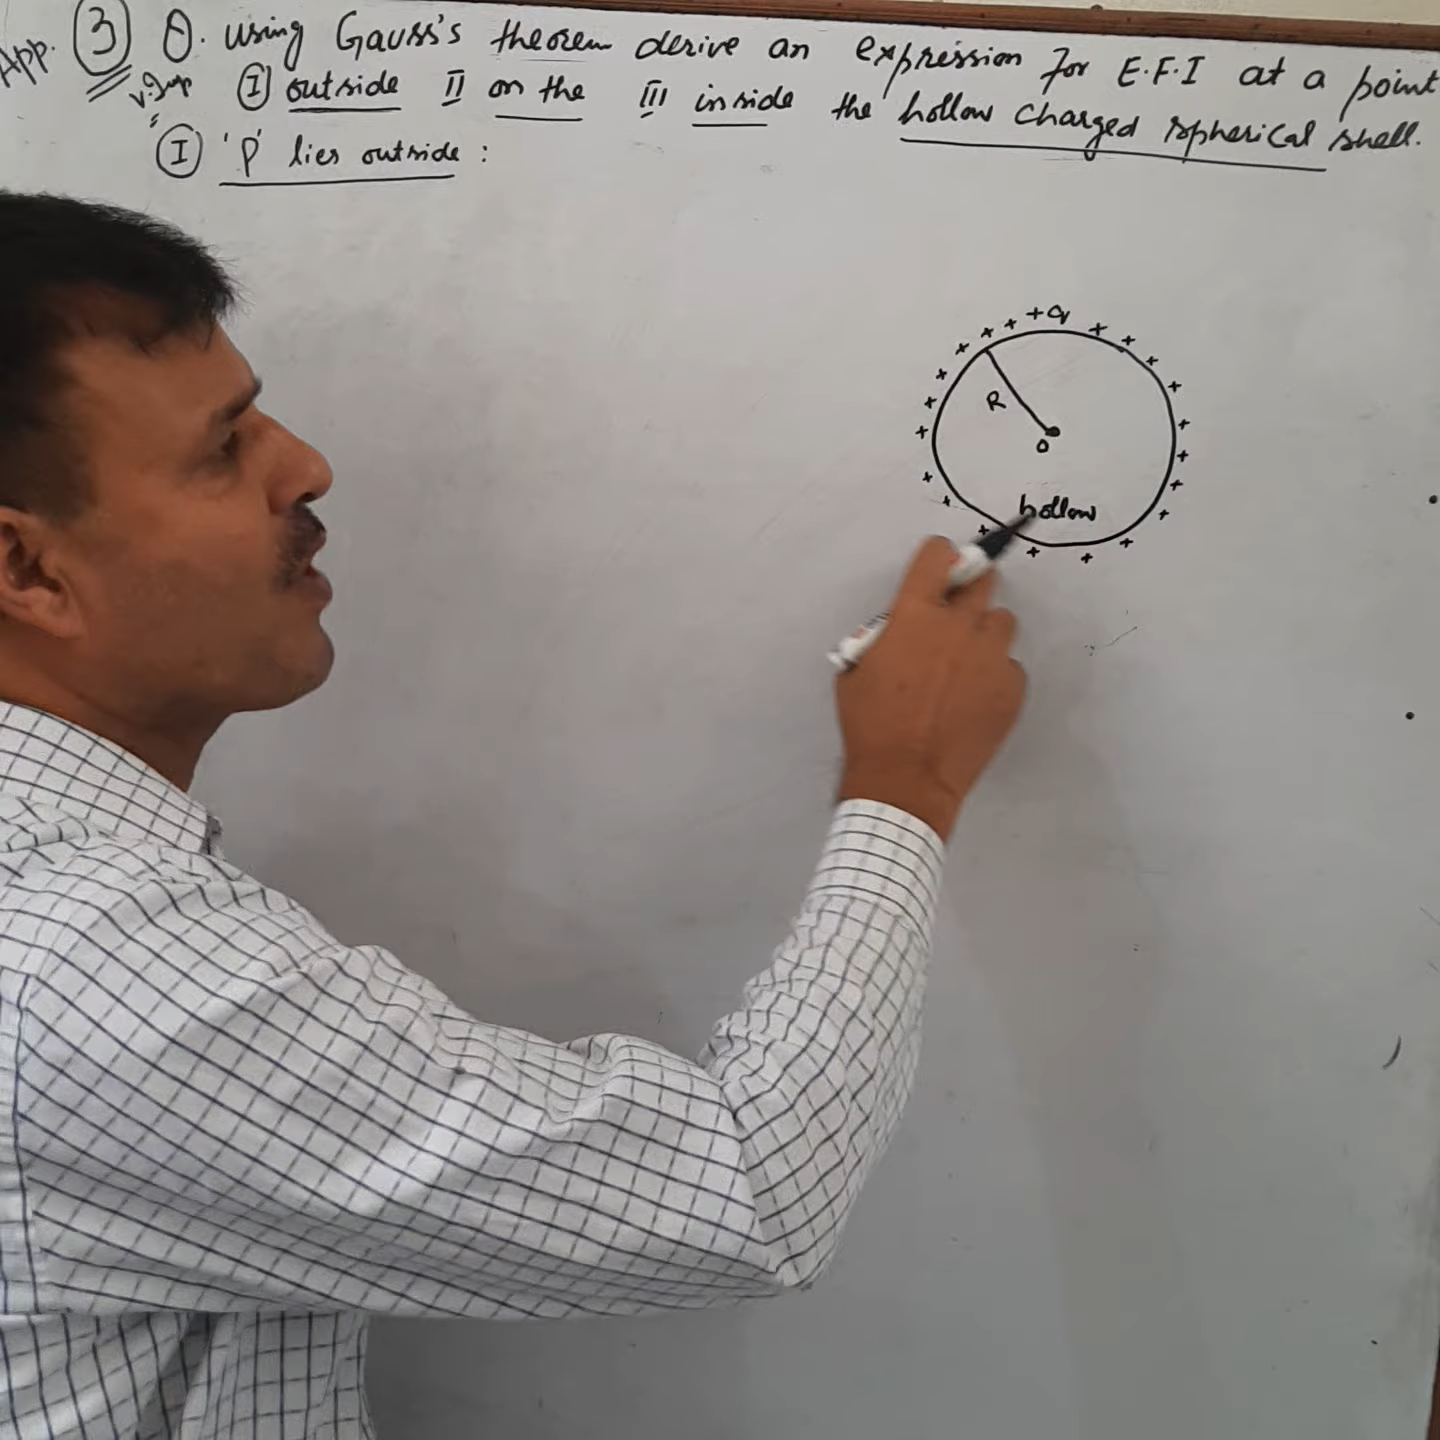 App. 3 Q. using Gauss's theorem derive an expression for E.F.I at a point
V.Imp I outside II on the III inside the hollow charged spherical shell.
I 'P' lies outside :
+q
R
O
hollow